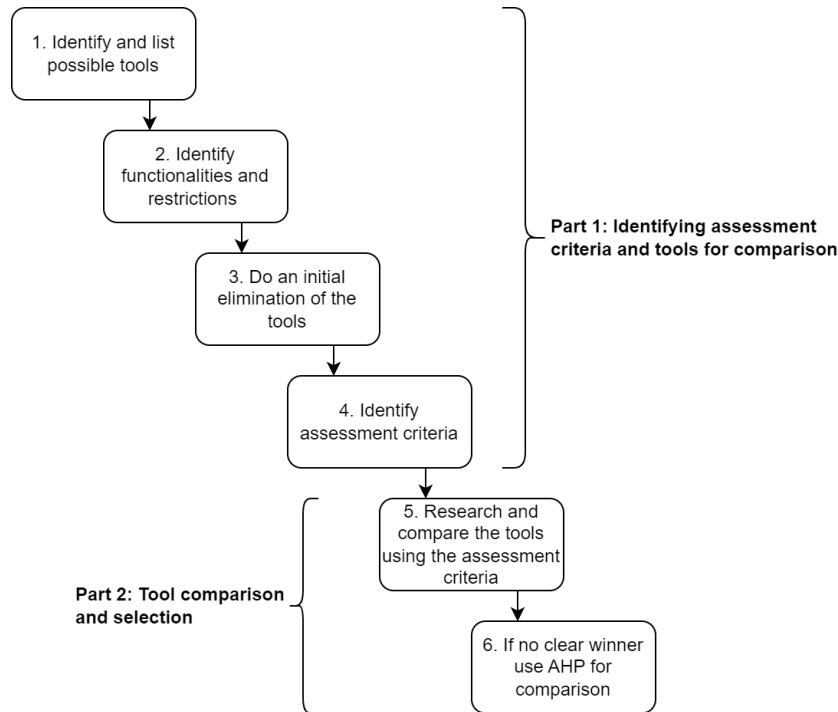 1. Identify and list
possible tools
2. Identify
functionalities and
restrictions
3. Do an initial
elimination of the
tools
4. Identify
assessment criteria
Part 1: Identifying assessment
criteria and tools for comparison
5. Research and
compare the tools
using the assessment
criteria
6. If no clear winner
use AHP for
comparison
Part 2: Tool comparison
and selection